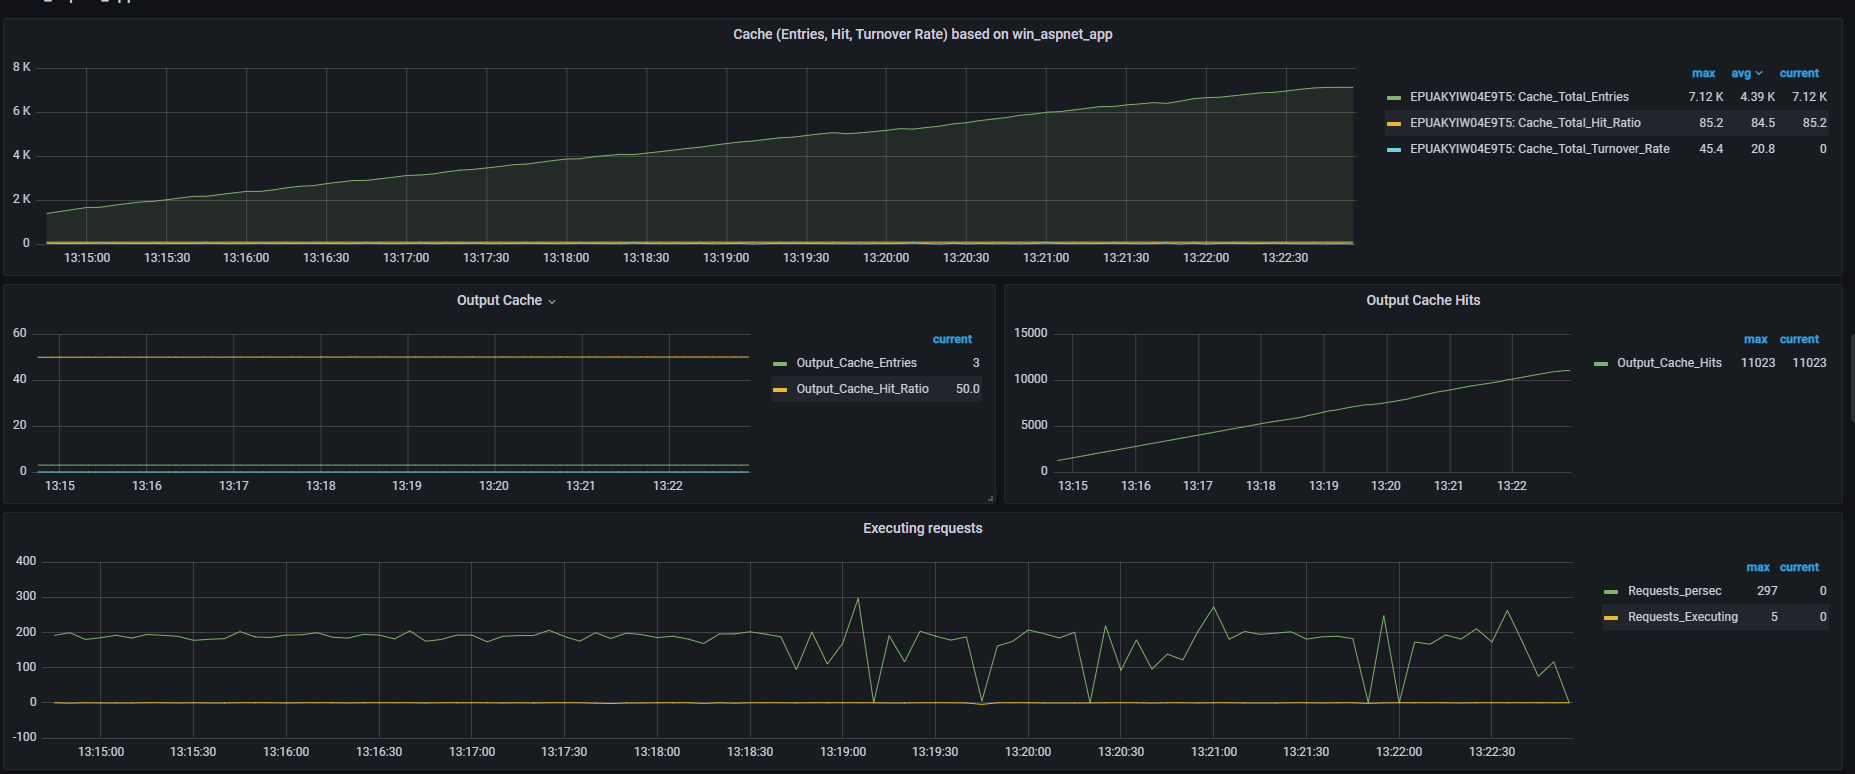 Cache (Entries, Hit, Turnover Rate) based on win_aspnet_app
8 K
6 K
4 K
2 K
0
13:15:00 13:15:30 13:16:00 13:16:30 13:17:00 13:17:30 13:18:00 13:18:30 13:19:00 13:19:30 13:20:00 13:20:30 13:21:00 13:21:30 13:22:00 13:22:30
max avg current
EPUAKYIW04E9T5: Cache_Total_Entries 7.12 K 4.39 K 7.12 K
EPUAKYIW04E9T5: Cache_Total_Hit_Ratio 85.2 84.5 85.2
EPUAKYIW04E9T5: Cache_Total_Turnover_Rate 45.4 20.8 0
Output Cache
60
40
20
0
13:15 13:16 13:17 13:18 13:19 13:20 13:21 13:22
current
Output_Cache_Entries 3
Output_Cache_Hit_Ratio 50.0
Output Cache Hits
15000
10000
5000
0
13:15 13:16 13:17 13:18 13:19 13:20 13:21 13:22
max current
Output_Cache_Hits 11023 11023
Executing requests
400
300
200
100
0
-100
13:15:00 13:15:30 13:16:00 13:16:30 13:17:00 13:17:30 13:18:00 13:18:30 13:19:00 13:19:30 13:20:00 13:20:30 13:21:00 13:21:30 13:22:00 13:22:30
max current
Requests_persec 297 0
Requests_Executing 5 0